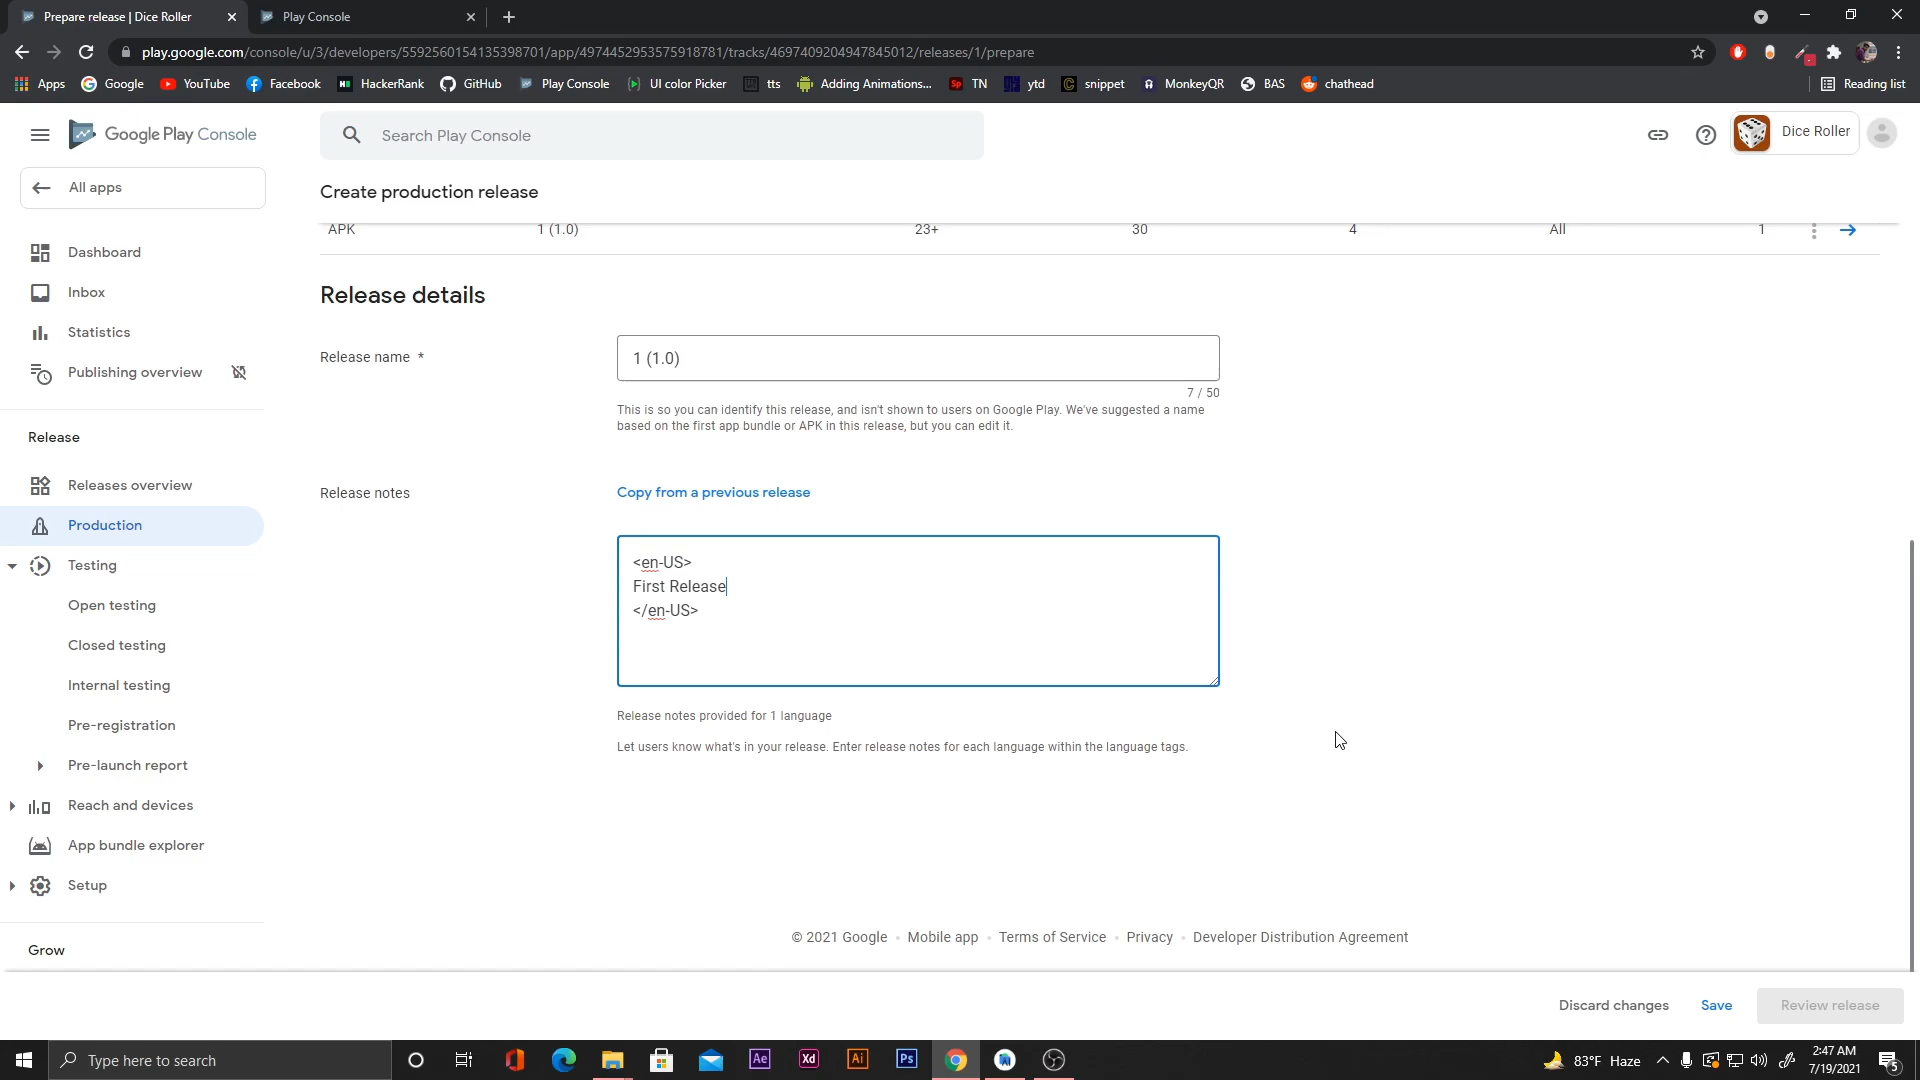 Prepare release | Dice Roller
Play Console
play.google.com/console/u/3/developers/5592560154135398701/app/4974452953575918781/tracks/4697409204947845012/releases/1/prepare
Apps
Google
YouTube
Facebook
HackerRank
GitHub
Play Console
UI color Picker
tts
Adding Animations...
TN
ytd
snippet
MonkeyQR
BAS
chathead
Reading list
Google Play Console
Search Play Console
Dice Roller
All apps
Create production release
APK 1 (1.0) 23+ 30 4 All 1
Dashboard
Inbox
Statistics
Publishing overview
Release
Releases overview
Production
Testing
Open testing
Closed testing
Internal testing
Pre-registration
Pre-launch report
Reach and devices
App bundle explorer
Setup
Grow
Release details
Release name *
1 (1.0)
7 / 50
This is so you can identify this release, and isn't shown to users on Google Play. We've suggested a name
based on the first app bundle or APK in this release, but you can edit it.
Release notes
Copy from a previous release
<en-US>
First Release
</en-US>
Release notes provided for 1 language
Let users know what's in your release. Enter release notes for each language within the language tags.
© 2021 Google
Mobile app
Terms of Service
Privacy
Developer Distribution Agreement
Discard changes
Save
Review release
Type here to search
Ae
Xd
Ai
Ps
83°F Haze
2:47 AM
7/19/2021
5